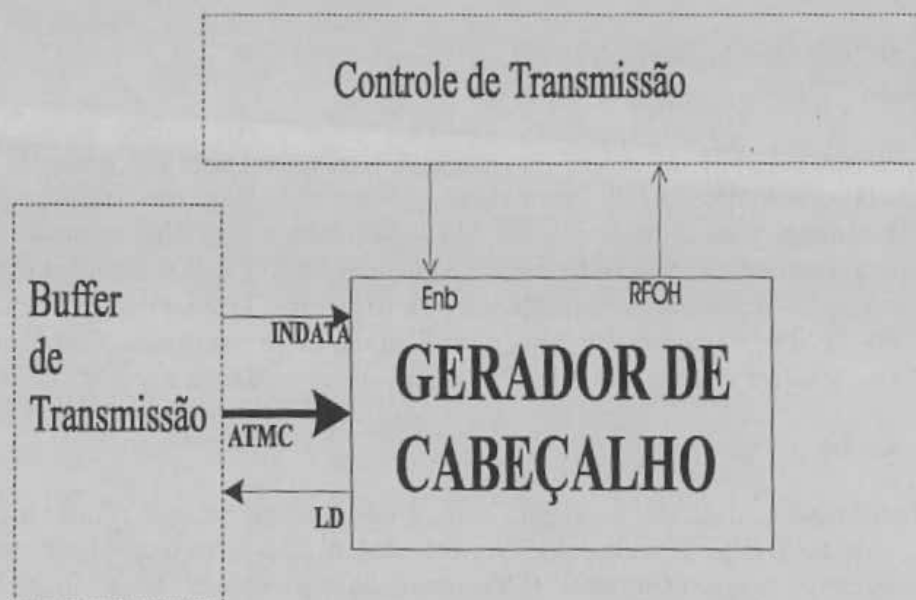 Controle de Transmissão
Enb
RFOH
Buffer
de
Transmissão
INDATA
ATMC
LD
GERADOR DE
CABEÇALHO